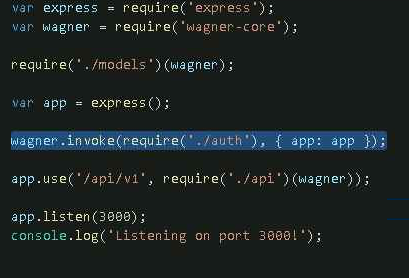 var express = require('express');
var wagner = require('wagner-core');
require('./models')(wagner);
var app = express();
wagner.invoke(require('./auth'), { app: app });
app.use('/api/v1', require('./api')(wagner));
app.listen(3000);
console.log('Listening on port 3000!');